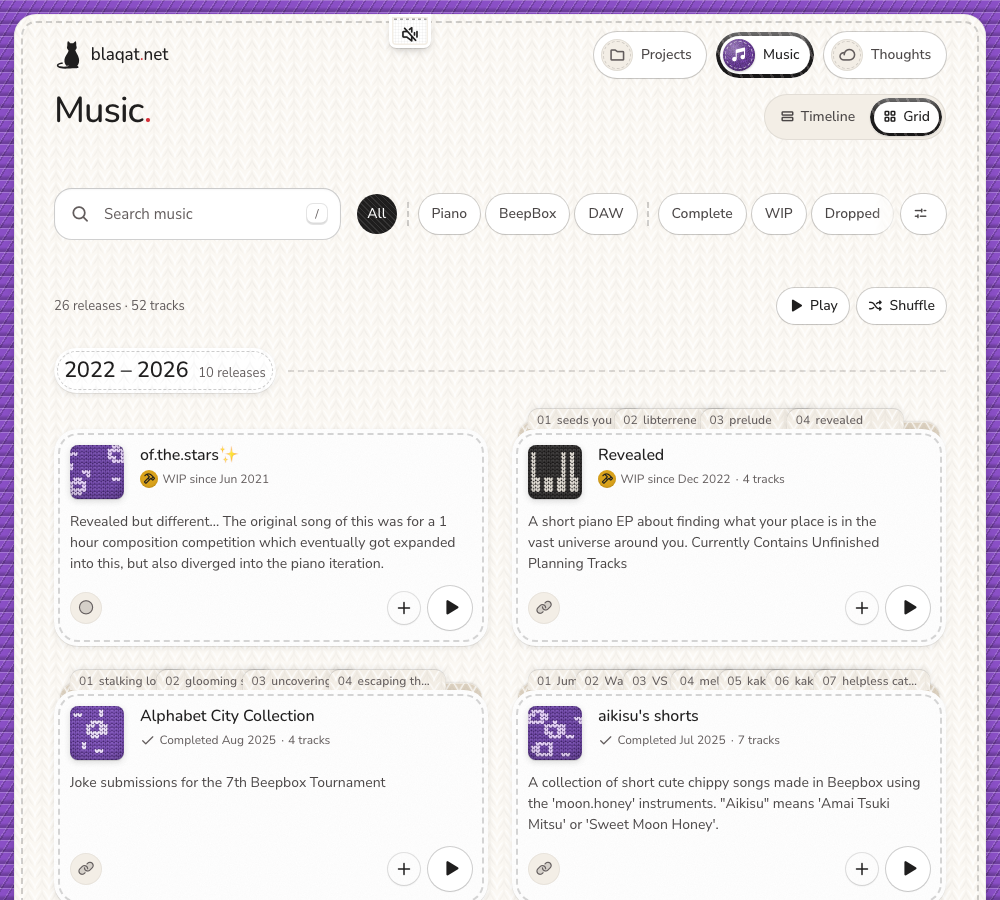 blaqat.net
Projects
Music
Thoughts
Music.
Timeline
Grid
Search music
/
All
Piano
BeepBox
DAW
Complete
WIP
Dropped
26 releases · 52 tracks
Play
Shuffle
2022 – 2026 10 releases
of.the.stars✨
WIP since Jun 2021
Revealed but different... The original song of this was for a 1
hour composition competition which eventually got expanded
into this, but also diverged into the piano iteration.
01 seeds you 02 libterrene 03 prelude 04 revealed
Revealed
WIP since Dec 2022 · 4 tracks
A short piano EP about finding what your place is in the
vast universe around you. Currently Contains Unfinished
Planning Tracks
01 stalking lo 02 glooming 03 uncovering 04 escaping th...
Alphabet City Collection
Completed Aug 2025 · 4 tracks
Joke submissions for the 7th Beepbox Tournament
01 Jum 02 Wa 03 VS 04 mel 05 kak 06 kak 07 helpless cat...
aikisu's shorts
Completed Jul 2025 · 7 tracks
A collection of short cute chippy songs made in Beepbox using
the 'moon.honey' instruments. "Aikisu" means 'Amai Tsuki
Mitsu' or 'Sweet Moon Honey'.